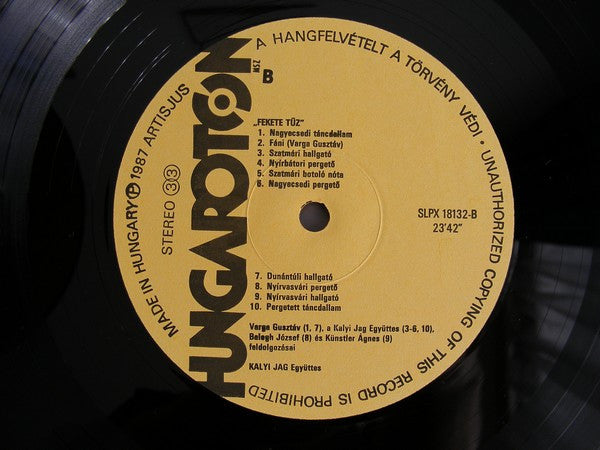 HUNGAROTON
MSZ
B
A HANGFELVÉTELT A TÖRVÉNY VÉDI • UNAUTHORIZED COPYING OF THIS RECORD IS PROHIBITED
MADE IN HUNGARY Ⓟ 1987 ARTISJUS
STEREO 33
„FEKETE TŰZ"
1. Nagyecsedi táncdallam
2. Fáni (Varga Gusztáv)
3. Szatmári hallgató
4. Nyírbátori pergető
5. Szatmári botoló nóta
6. Nagyecsedi pergető
SLPX 18132-B
23'42"
7. Dunántúli hallgató
8. Nyírvasvári pergető
9. Nyírvasvári hallgató
10. Pergetett táncdallam
Varga Gusztáv (1, 7), a Kalyi Jag Együttes (3-6, 10),
Balogh József (8) és Künstler Ágnes (9)
feldolgozásai
KALYI JAG Együttes